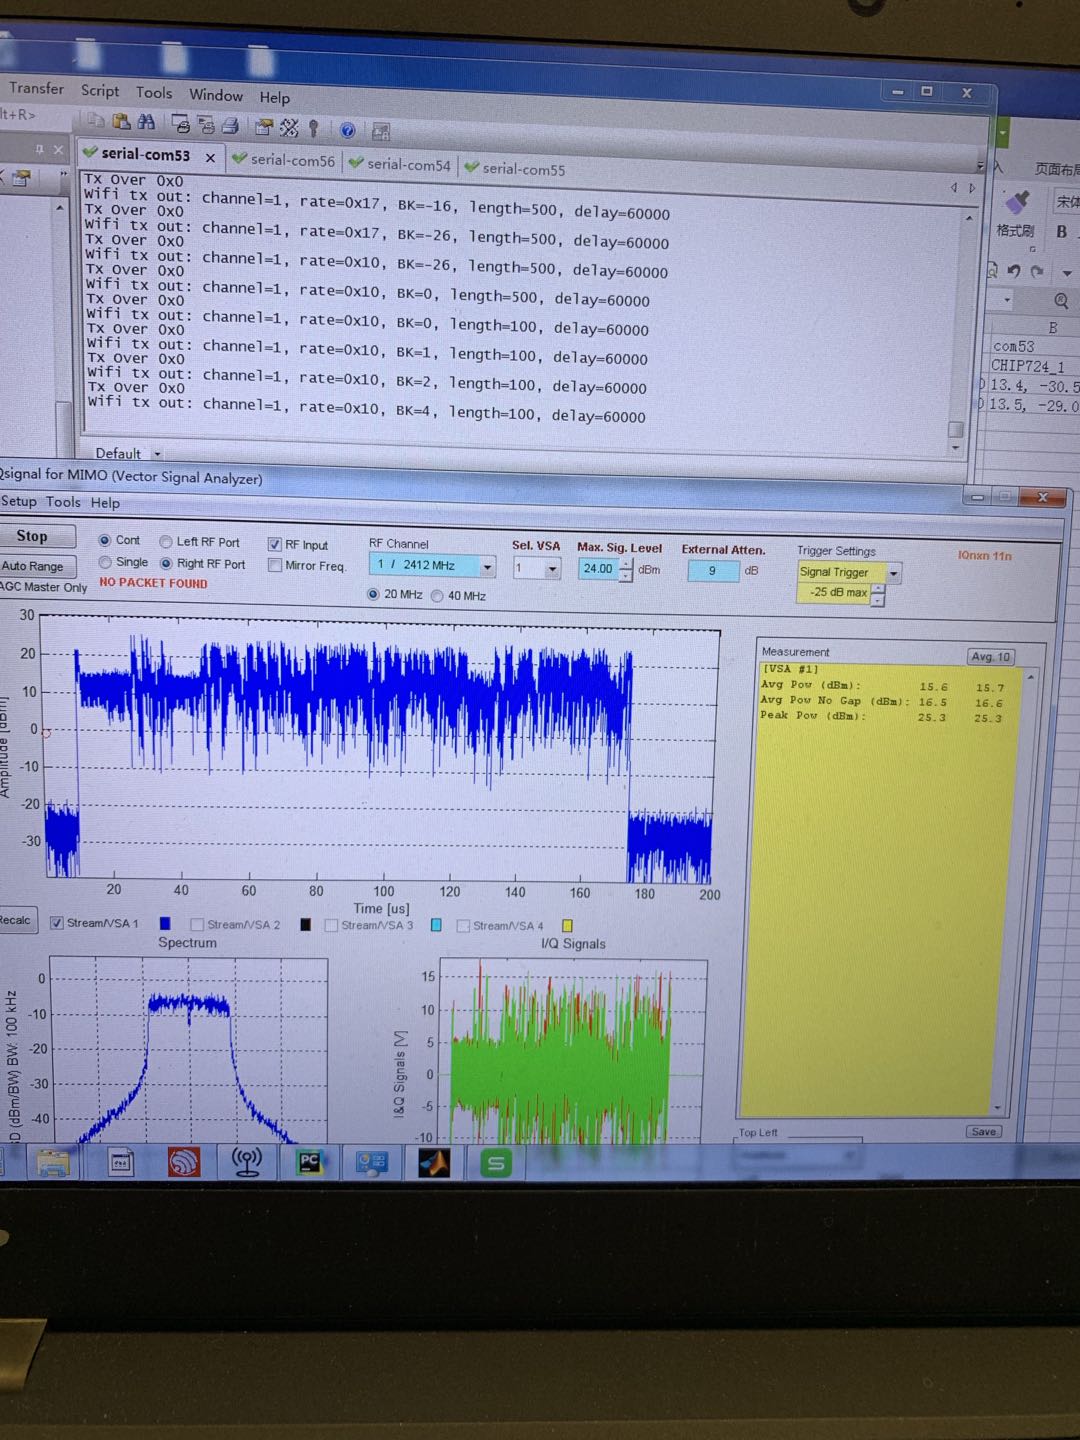 Transfer Script Tools Window Help
lt+R>
serial-com53 x serial-com56 serial-com54 serial-com55
Tx Over 0x0
Wifi tx out: channel=1, rate=0x17, BK=-16, length=500, delay=60000
Tx Over 0x0
Wifi tx out: channel=1, rate=0x17, BK=-26, length=500, delay=60000
Tx Over 0x0
Wifi tx out: channel=1, rate=0x10, BK=-26, length=500, delay=60000
Tx Over 0x0
Wifi tx out: channel=1, rate=0x10, BK=0, length=500, delay=60000
Tx Over 0x0
Wifi tx out: channel=1, rate=0x10, BK=0, length=100, delay=60000
Tx Over 0x0
Wifi tx out: channel=1, rate=0x10, BK=1, length=100, delay=60000
Tx Over 0x0
Wifi tx out: channel=1, rate=0x10, BK=2, length=100, delay=60000
Tx Over 0x0
Wifi tx out: channel=1, rate=0x10, BK=4, length=100, delay=60000
Default
入 页面布局
宋体
格式刷 B
B
com53
CHIP724_1
13.4, -30.5
13.5, -29.0
Qsignal for MIMO (Vector Signal Analyzer)
Setup Tools Help
Stop
Auto Range
AGC Master Only
Cont Left RF Port
Single Right RF Port
NO PACKET FOUND
RF Input
Mirror Freq.
RF Channel
1 / 2412 MHz
20 MHz 40 MHz
Sel. VSA
1
Max. Sig. Level
24.00 dBm
External Atten.
9 dB
Trigger Settings
Signal Trigger
-25 dB max
IQnxn 11n
Amplitude [dBm]
30
20
10
0
-10
-20
-30
20 40 60 80 100 120 140 160 180 200
Time [us]
Measurement Avg. 10
[VSA #1]
Avg Pow (dBm): 15.6 15.7
Avg Pow No Gap (dBm): 16.5 16.6
Peak Pow (dBm): 25.3 25.3
Recalc Stream/VSA 1 Stream/VSA 2 Stream/VSA 3 Stream/VSA 4
Spectrum
D (dBm/BW) BW: 100 kHz
0
-10
-20
-30
-40
I/Q Signals
I&Q Signals [V]
15
10
5
0
-5
-10
Top Left Save
PC
S